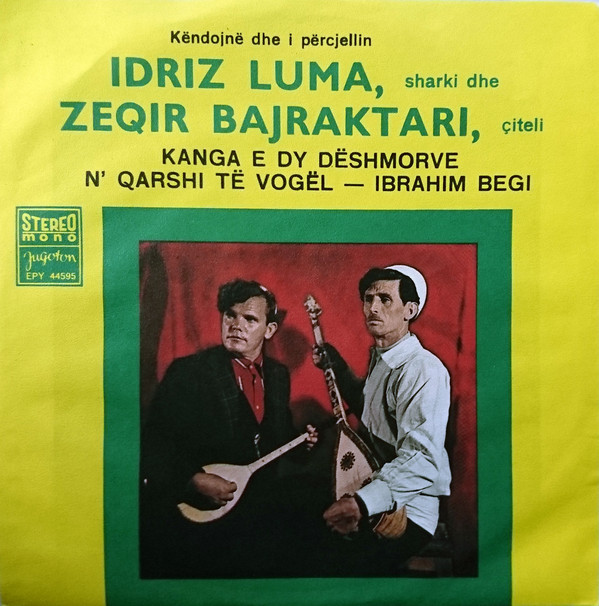 Këndojnë dhe i përcjellin
IDRIZ LUMA, sharki dhe
ZEQIR BAJRAKTARI, çiteli
KANGA E DY DËSHMORVE
N' QARSHI TË VOGËL — IBRAHIM BEGI
STEREO
mono
Jugoton
EPY 44595